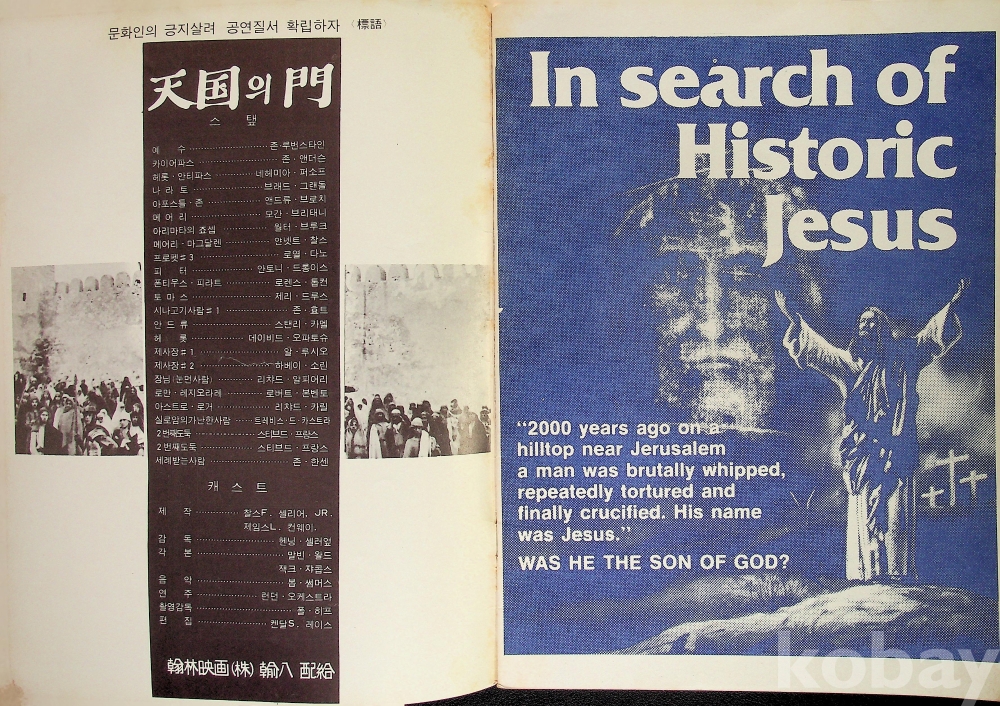 문화인의 긍지살려 공연질서 확립하자 〈標語〉
天国의門
스 탭
예 수 존·루빈스타인
카이어파스 존·앤더슨
헤롯·안티파스 네헤미아·퍼소프
나 라 토 브래드·그랜돌
아포스톨·존 앤드류·브로치
메 어 리 모간·브리태니
아리마타의 죠셉 월터·브루크
메어리·마그달렌 얀넷트·찰스
프로펫#3 로열·다노
피 터 안토니·드롱이스
폰티우스·피라트 로렌스·톱킨
토 마 스 제리·드루스
시나고기사람#1 존·효트
안 드 류 스탠리·카멜
헤 롯 데이비드·오파토슈
제사장#1 알·루시오
제사장#2 하베이·소린
장님(눈먼사람) 리챠드·알피어리
로만·레지오라레 로버트·본벤토
아스트로·로거 리챠드·카릴
실로암의가난한사람 트레비스·드·카스트라
2번째도둑 스티브드·프랑스
2번째도둑 스티브드·프랑스
세례받는사람 존·한센
캐 스 트
제 작 찰스F. 셀리어, JR.
제임스L. 컨웨이.
감 독 헨닝·셀러엎
각 본 말빈·월드
잭크·쟈콥스
음 악 봅·썸머스
연 주 런던·오케스트라
촬영감독 폴·히프
편 집 켄달S. 레이스
翰林映画(株) 輸入 配給
In search of
Historic
Jesus
“2000 years ago on a
hilltop near Jerusalem
a man was brutally whipped,
repeatedly tortured and
finally crucified. His name
was Jesus.”
WAS HE THE SON OF GOD?
kobay